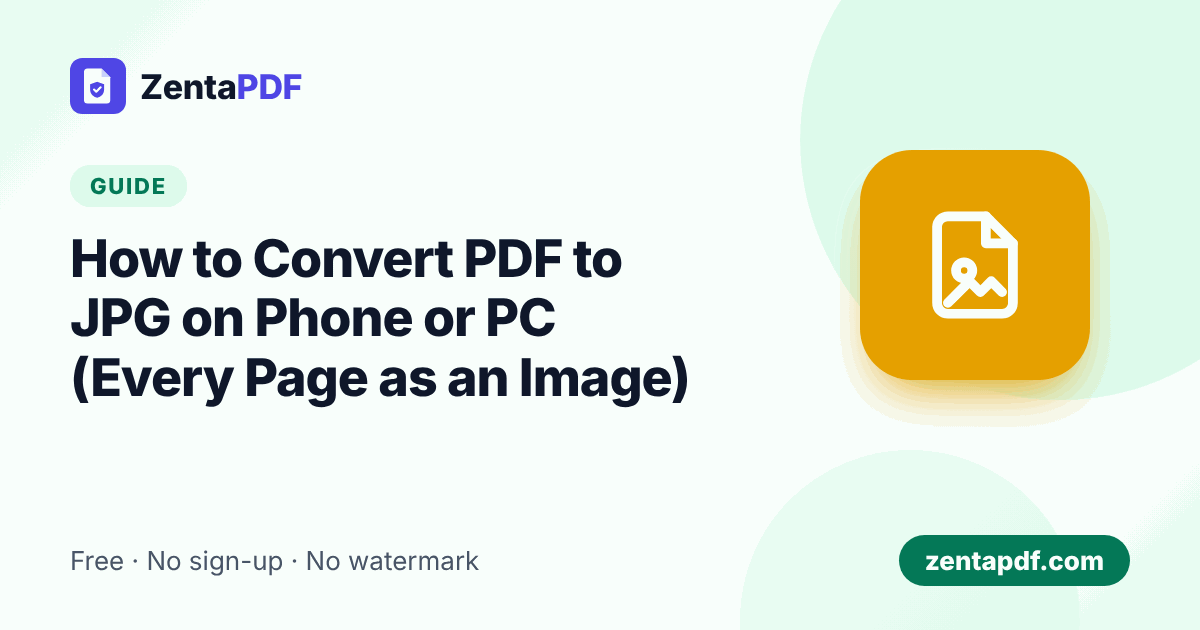 ZentaPDF
GUIDE
How to Convert PDF to
JPG on Phone or PC
(Every Page as an Image)
Free · No sign-up · No watermark
zentapdf.com